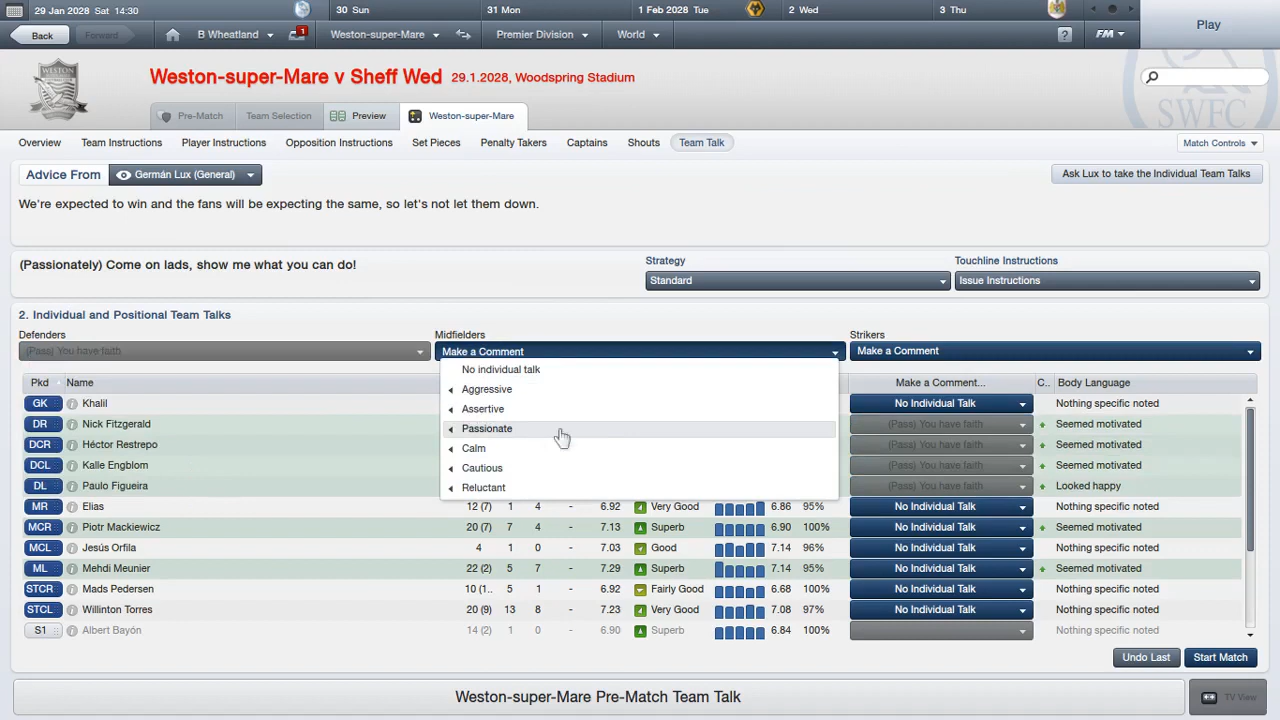 29 Jan 2028 Sat 14:30 30 Sun 31 Mon 1 Feb 2028 Tue 2 Wed 3 Thu
Back Forward B Wheatland 1 Weston-super-Mare Premier Division World ? FM Play
Weston-super-Mare v Sheff Wed 29.1.2028, Woodspring Stadium
SWFC
Pre-Match Team Selection Preview Weston-super-Mare
Overview Team Instructions Player Instructions Opposition Instructions Set Pieces Penalty Takers Captains Shouts Team Talk Match Controls
Advice From Germán Lux (General) Ask Lux to take the Individual Team Talks
We're expected to win and the fans will be expecting the same, so let's not let them down.
(Passionately) Come on lads, show me what you can do! Strategy Touchline Instructions
Standard Issue Instructions
2. Individual and Positional Team Talks
Defenders Midfielders Strikers
(Pass) You have faith Make a Comment Make a Comment
No individual talk
Aggressive
Assertive
Passionate
Calm
Cautious
Reluctant
Pkd Name Make a Comment... C.. Body Language
GK Khalil No Individual Talk Nothing specific noted
DR Nick Fitzgerald (Pass) You have faith Seemed motivated
DCR Héctor Restrepo (Pass) You have faith Seemed motivated
DCL Kalle Engblom (Pass) You have faith Seemed motivated
DL Paulo Figueira (Pass) You have faith Looked happy
MR Elias 12 (7) 1 4 - 6.92 Very Good 6.86 95% No Individual Talk Nothing specific noted
MCR Piotr Mackiewicz 20 (7) 4 7 - 7.13 Superb 6.90 100% No Individual Talk Seemed motivated
MCL Jesús Orfila 4 1 0 - 7.03 Good 7.14 96% No Individual Talk Nothing specific noted
ML Mehdi Meunier 22 (2) 5 7 - 7.29 Superb 7.14 95% No Individual Talk Seemed motivated
STCR Mads Pedersen 10 (1.. 5 1 - 6.92 Fairly Good 6.68 100% No Individual Talk Nothing specific noted
STCL Willinton Torres 20 (9) 13 8 - 7.23 Very Good 7.08 97% No Individual Talk Nothing specific noted
S1 Albert Bayón 14 (2) 1 0 - 6.90 Superb 6.84 100% Nothing specific noted
Undo Last Start Match
Weston-super-Mare Pre-Match Team Talk TV View